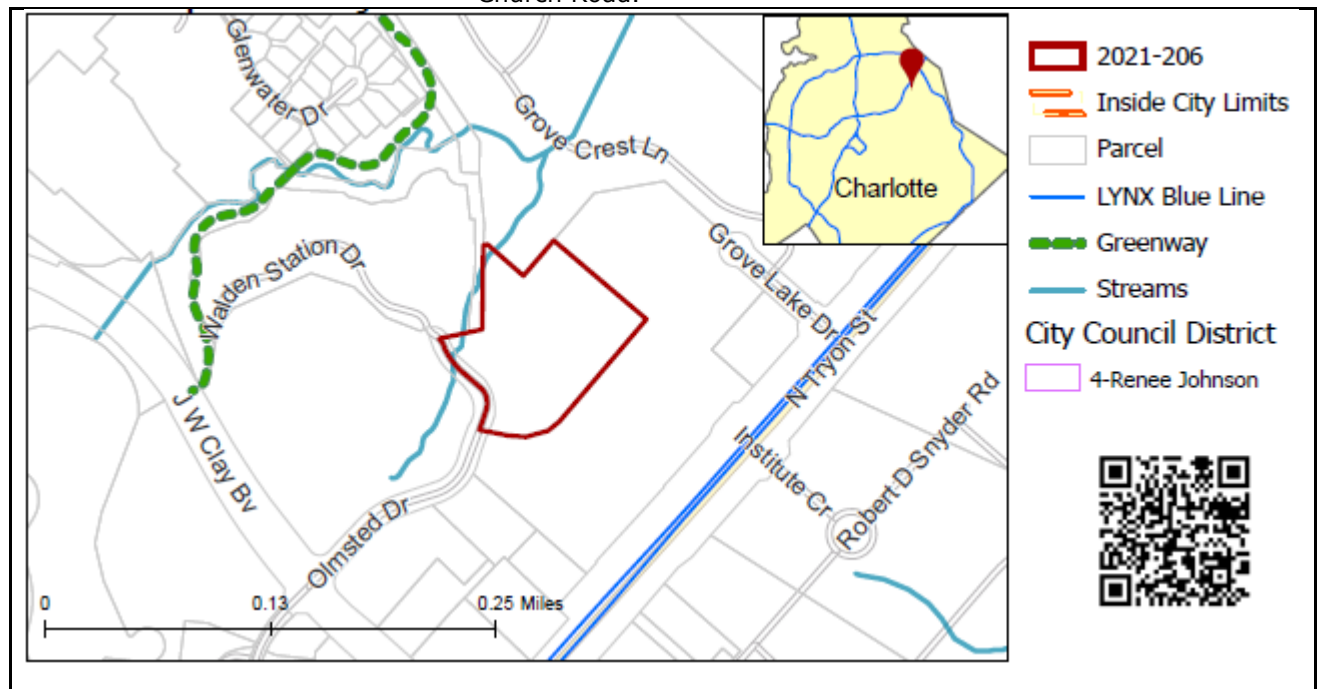 Church Road.
2021-206
Inside City Limits
Parcel
LYNX Blue Line
Greenway
Streams
City Council District
4-Renee Johnson
Charlotte
Glenwater Dr
Grove Crest Ln
Grove Lake Dr
N Tryon St
Walden Station Dr
J W Clay Bv
Olmsted Dr
Institute Cr
Robert D Snyder Rd
0 0.13 0.25 Miles